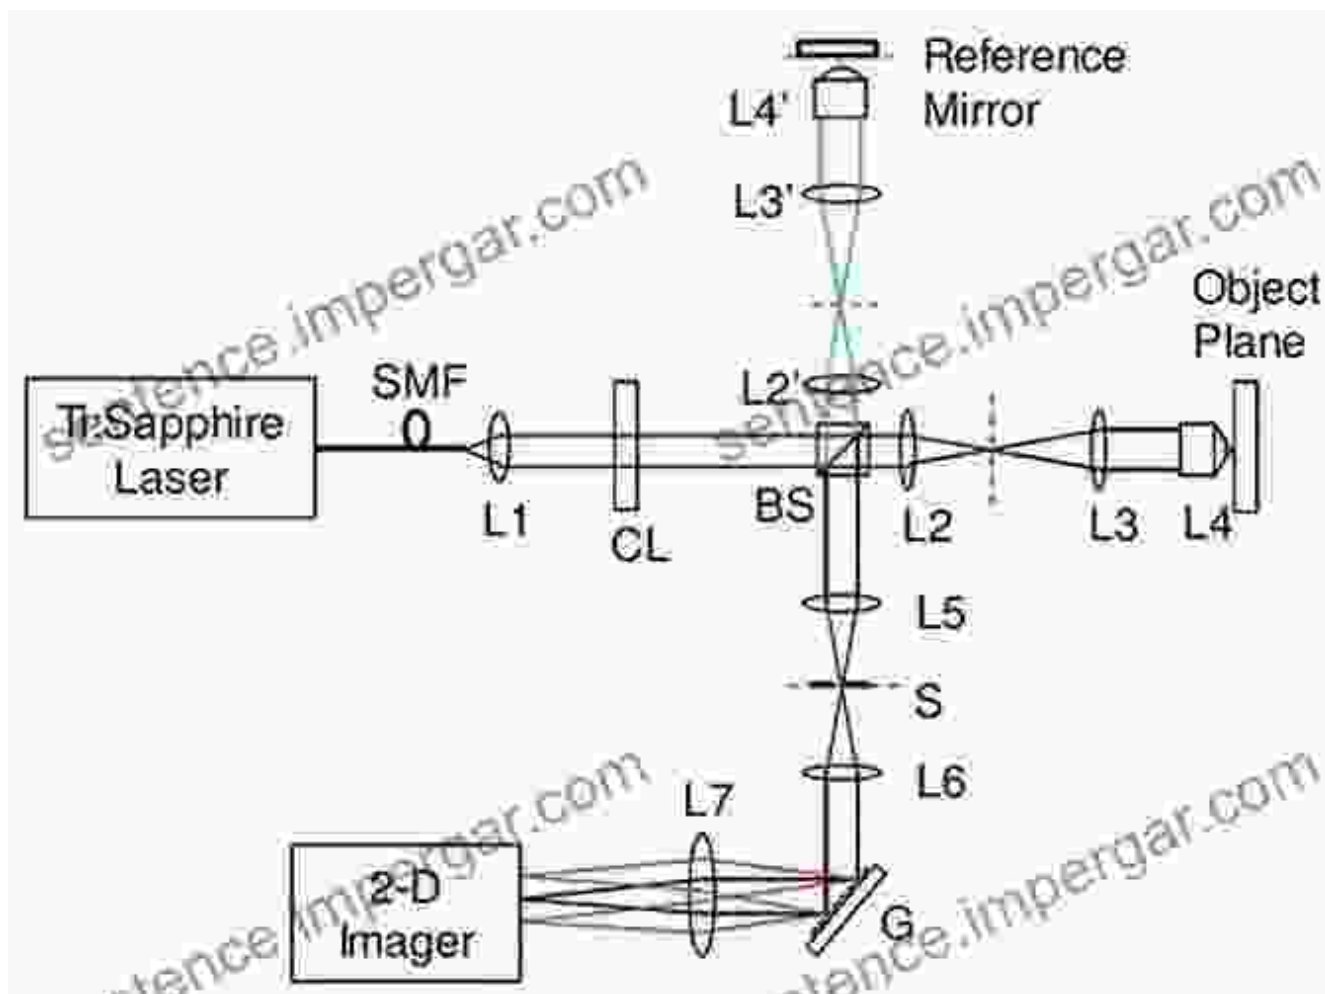 Reference
Mirror
L4'
L3'
Object
Plane
L2'
SMF
Ti:Sapphire
Laser
L1
CL
BS
L2
L3
L4
L5
S
L6
L7
2-D
Imager
G
sentence.impergar.com
sentence.impergar.com
sentence.impergar.com
sentence.impergar.com